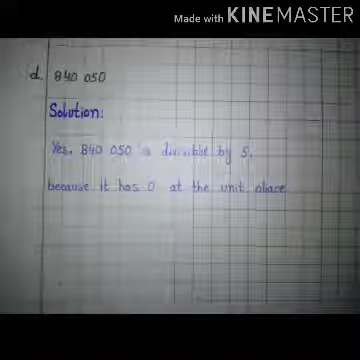 Made with KINEMASTER
d. 840 050
Solution:
Yes, 840 050 is divisible by 5,
because it has 0 at the unit place